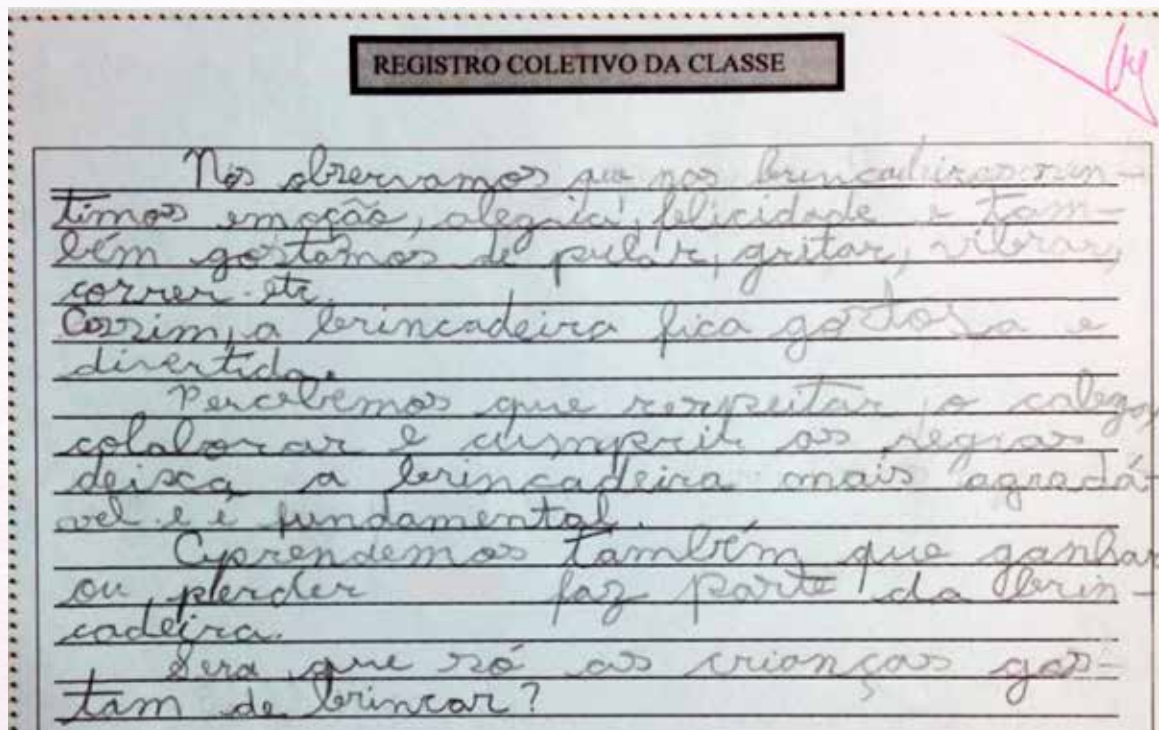 REGISTRO COLETIVO DA CLASSE
Nós observamos que nas brincadeiras sen-
timos emoção, alegria, felicidade e tam-
bém gostamos de pular, gritar, vibrar,
correr etc.
Assim, a brincadeira fica gostosa e
divertida.
Percebemos que respeitar o colega,
colaborar e cumprir as regras
deixa a brincadeira mais agradá-
vel e é fundamental.
Aprendemos também que ganhar
ou perder faz parte da brin-
cadeira.
Sera que só as crianças gos-
tam de brincar?